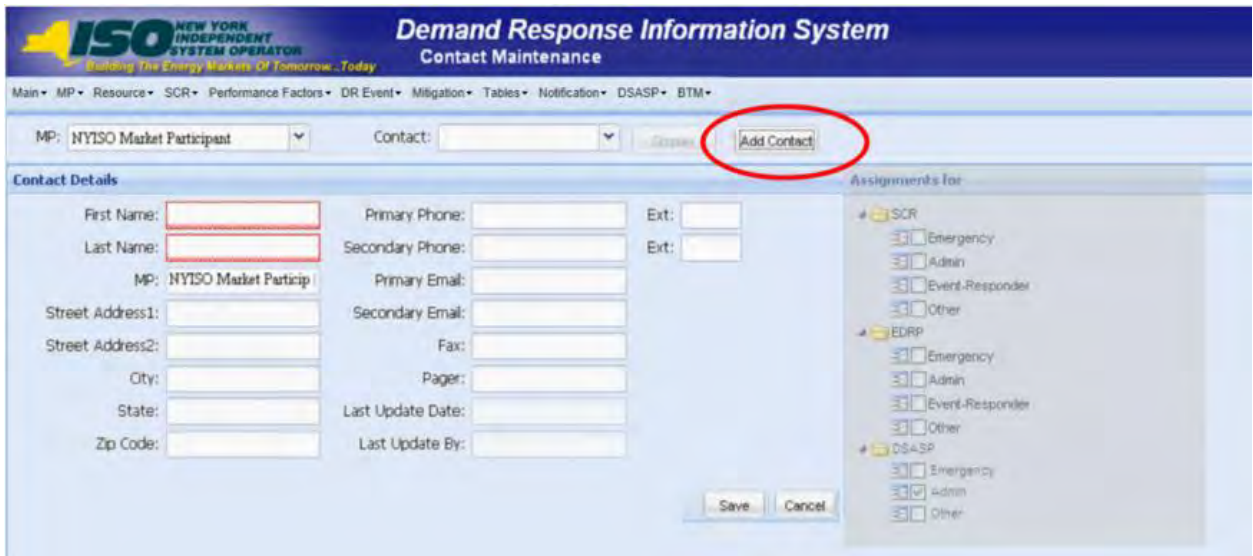 NEW YORK
ISO INDEPENDENT
SYSTEM OPERATOR
Building The Energy Markets Of Tomorrow...Today
Demand Response Information System
Contact Maintenance
Main MP Resource SCR Performance Factors DR Event Mitigation Tables Notification DSASP BTM
MP: NYISO Market Participant Contact: Add Contact
Contact Details Assignments for
First Name: Primary Phone: Ext: SCR
Emergency
Last Name: Secondary Phone: Ext:
Admin
MP: NYISO Market Particip Primary Email:
Event-Responder
Street Address1: Secondary Email: Other
Street Address2: Fax: EDRP
Emergency
City: Pager: Admin
State: Last Update Date: Event-Responder
Other
Zip Code: Last Update By: DSASP
Emergency
Save Cancel Admin
Other